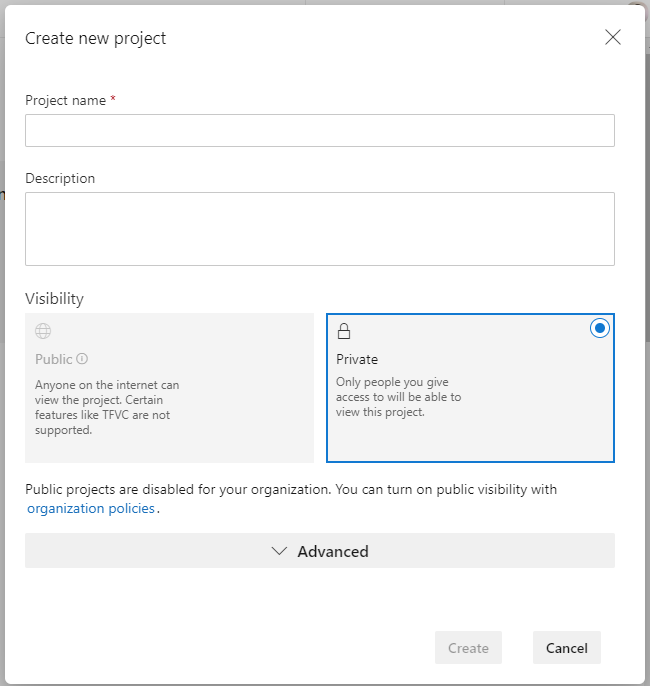 Create new project
Project name *
Description
Visibility
Public
Anyone on the internet can
view the project. Certain
features like TFVC are not
supported.
Private
Only people you give
access to will be able to
view this project.
Public projects are disabled for your organization. You can turn on public visibility with
organization policies.
Advanced
Create
Cancel